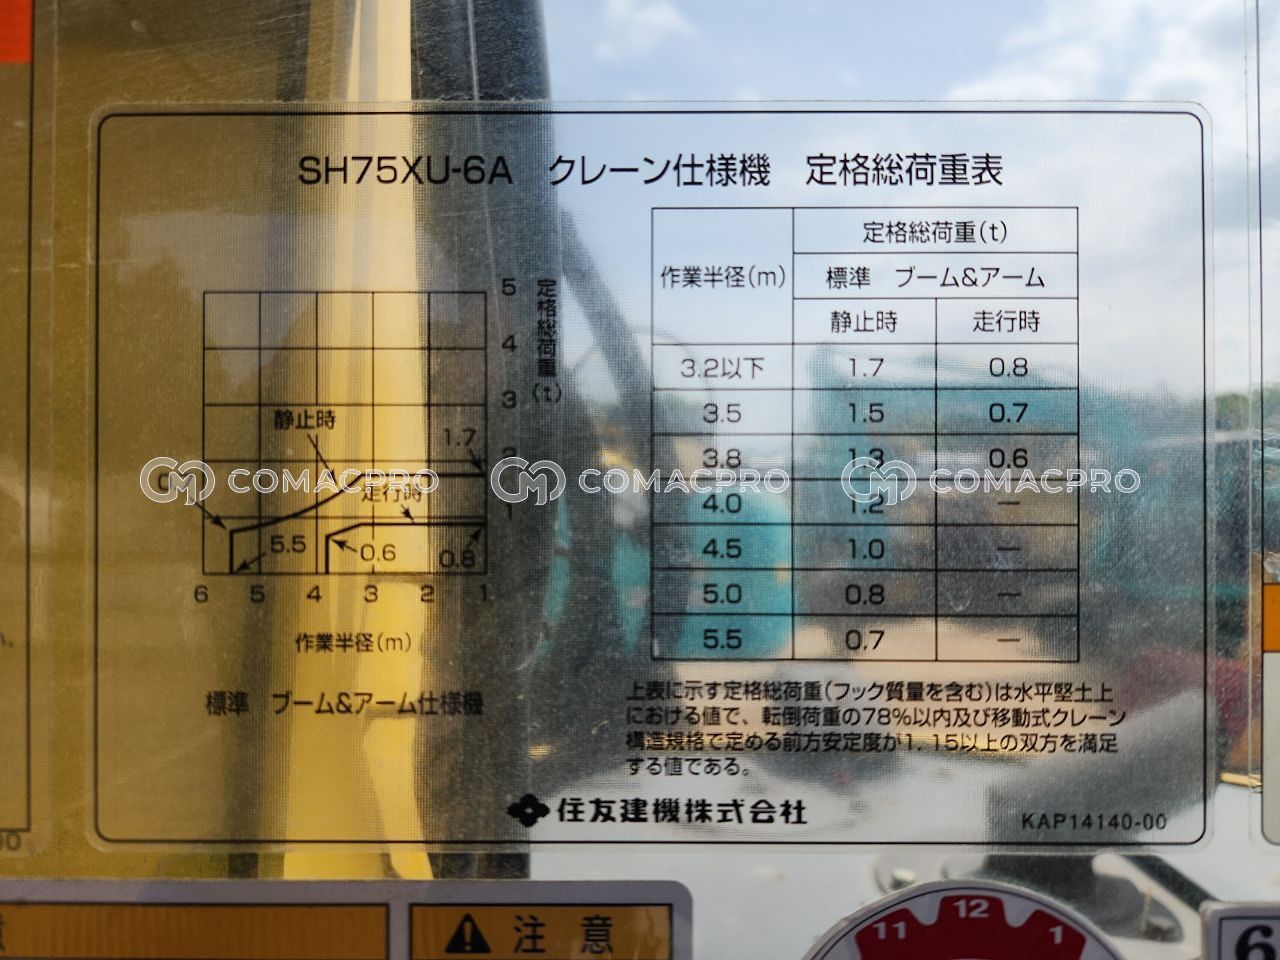 SH75XU-6A クレーン仕様機 定格総荷重表
5
4
3
2
1
定格総荷重(t)
静止時
1.7
走行時
5.5
0.6
0.8
6 5 4 3 2 1
作業半径(m)
標準 ブーム&アーム仕様機
作業半径(m) 定格総荷重(t)
標準 ブーム&アーム
静止時 走行時
3.2以下 1.7 0.8
3.5 1.5 0.7
3.8 1.3 0.6
4.0 1.2 —
4.5 1.0 —
5.0 0.8 —
5.5 0.7 —
上表に示す定格総荷重(フック質量を含む)は水平堅土上
における値で、転倒荷重の78%以内及び移動式クレーン
構造規格で定める前方安定度が1.15以上の双方を満足
する値である。
住友建機株式会社
KAP14140-00
COMACPRO COMACPRO COMACPRO
注意
11 12 1
6